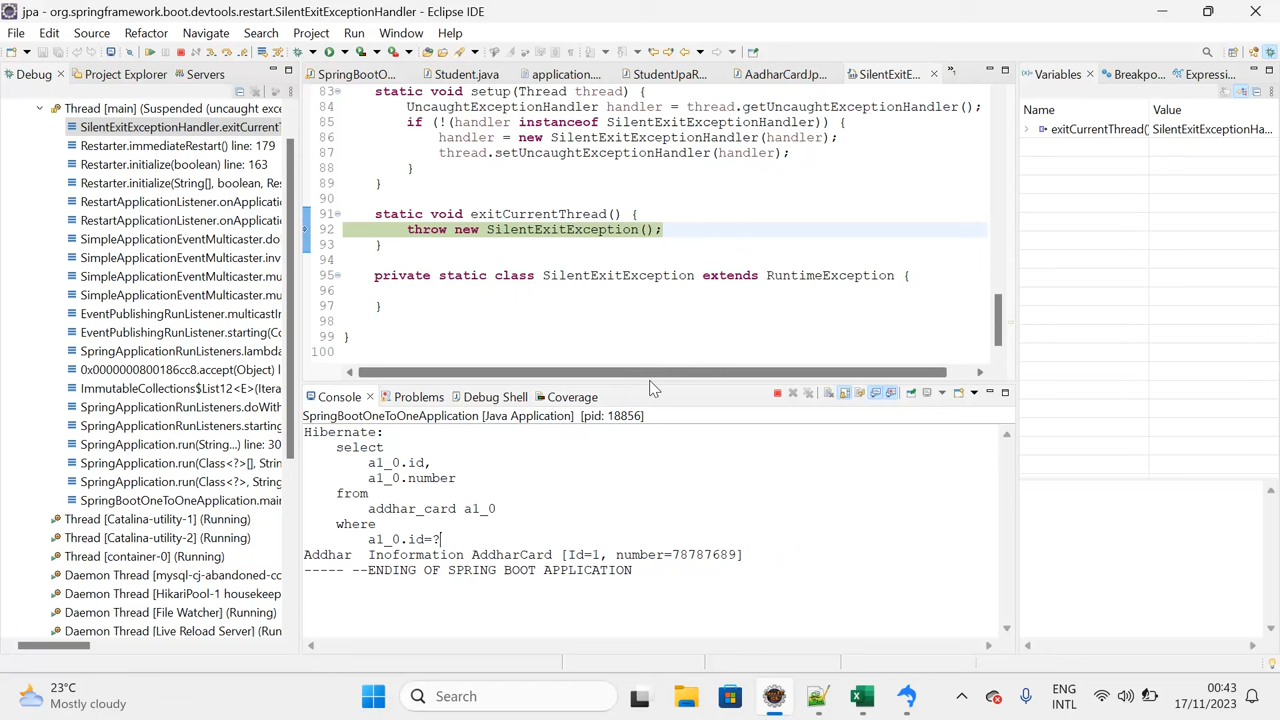 jpa - org.springframework.boot.devtools.restart.SilentExitExceptionHandler - Eclipse IDE
File Edit Source Refactor Navigate Search Project Run Window Help
Debug Project Explorer Servers
Thread [main] (Suspended (uncaught exce
SilentExitExceptionHandler.exitCurrentT
Restarter.immediateRestart() line: 179
Restarter.initialize(boolean) line: 163
Restarter.initialize(String[], boolean, Res
RestartApplicationListener.onApplication
RestartApplicationListener.onApplication
SimpleApplicationEventMulticaster.do
SimpleApplicationEventMulticaster.inv
SimpleApplicationEventMulticaster.mu
SimpleApplicationEventMulticaster.mu
EventPublishingRunListener.multicastIn
EventPublishingRunListener.starting(Co
SpringApplicationRunListeners.lambda
0x0000000800186cc8.accept(Object) l
ImmutableCollections$List12<E>(Itera
SpringApplicationRunListeners.doWith
SpringApplicationRunListeners.starting
SpringApplication.run(String...) line: 30
SpringApplication.run(Class<?>[], Strin
SpringApplication.run(Class<?>, String
SpringBootOneToOneApplication.main
Thread [Catalina-utility-1] (Running)
Thread [Catalina-utility-2] (Running)
Thread [container-0] (Running)
Daemon Thread [mysql-cj-abandoned-co
Daemon Thread [HikariPool-1 housekeep
Daemon Thread [File Watcher] (Running)
Daemon Thread [Live Reload Server] (Run
SpringBootO... Student.java application.... StudentJpaR... AadharCardJp... SilentExitE...
83 static void setup(Thread thread) {
84 UncaughtExceptionHandler handler = thread.getUncaughtExceptionHandler();
85 if (!(handler instanceof SilentExitExceptionHandler)) {
86 handler = new SilentExitExceptionHandler(handler);
87 thread.setUncaughtExceptionHandler(handler);
88 }
89 }
90
91 static void exitCurrentThread() {
92 throw new SilentExitException();
93 }
94
95 private static class SilentExitException extends RuntimeException {
96
97 }
98
99 }
100
Variables Breakpo... Expressi...
Name Value
exitCurrentThread() SilentExitExceptionHa...
Console Problems Debug Shell Coverage
SpringBootOneToOneApplication [Java Application] [pid: 18856]
Hibernate:
select
a1_0.id,
a1_0.number
from
addhar_card a1_0
where
a1_0.id=?
Addhar Inoformation AddharCard [Id=1, number=78787689]
----- --ENDING OF SPRING BOOT APPLICATION
23°C
Mostly cloudy
Search
ENG
INTL
00:43
17/11/2023